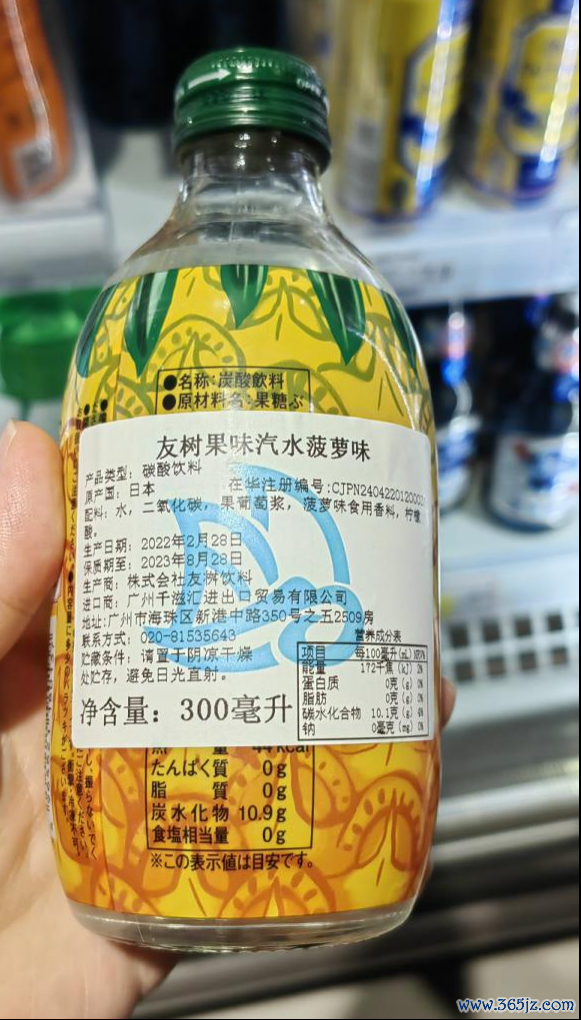 OPEN
●名称:炭酸飲料
●原材料名:果糖ぶ
友树果味汽水菠萝味
产品类型: 碳酸饮料
原产国: 日本 在华注册编号:CJPN24042201200
配料: 水, 二氧化碳, 果葡萄浆, 菠萝味食用香料, 柠檬
酸。
生产日期: 2022年2月28日
保质期至: 2023年8月28日
生产商: 株式会社友桝饮料
进口商: 广州千滋汇进出口贸易有限公司
地址:广州市海珠区新港中路350号之五2509房
联系方式: 020-81535643
贮藏条件: 请置于阴凉干燥
处贮存, 避免日光直射。
净含量: 300毫升
营养成分表
项目 每100毫升(mL) NRV%
能量 172千焦(kJ) 2%
蛋白质 0克(g) 0%
脂肪 0克(g) 0%
碳水化合物 10.1克(g) 4%
钠 0毫克(mg) 0%
量 44kcal
たんぱく質 0g
脂質 0g
炭水化物 10.9g
食塩相当量 0g
※この表示値は目安です。
www.365jz.com